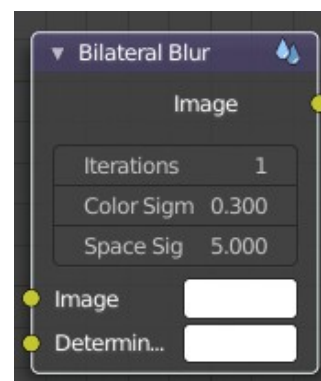 Bilateral Blur
Image
Iterations 1
Color Sigm 0.300
Space Sig 5.000
Image
Determin...